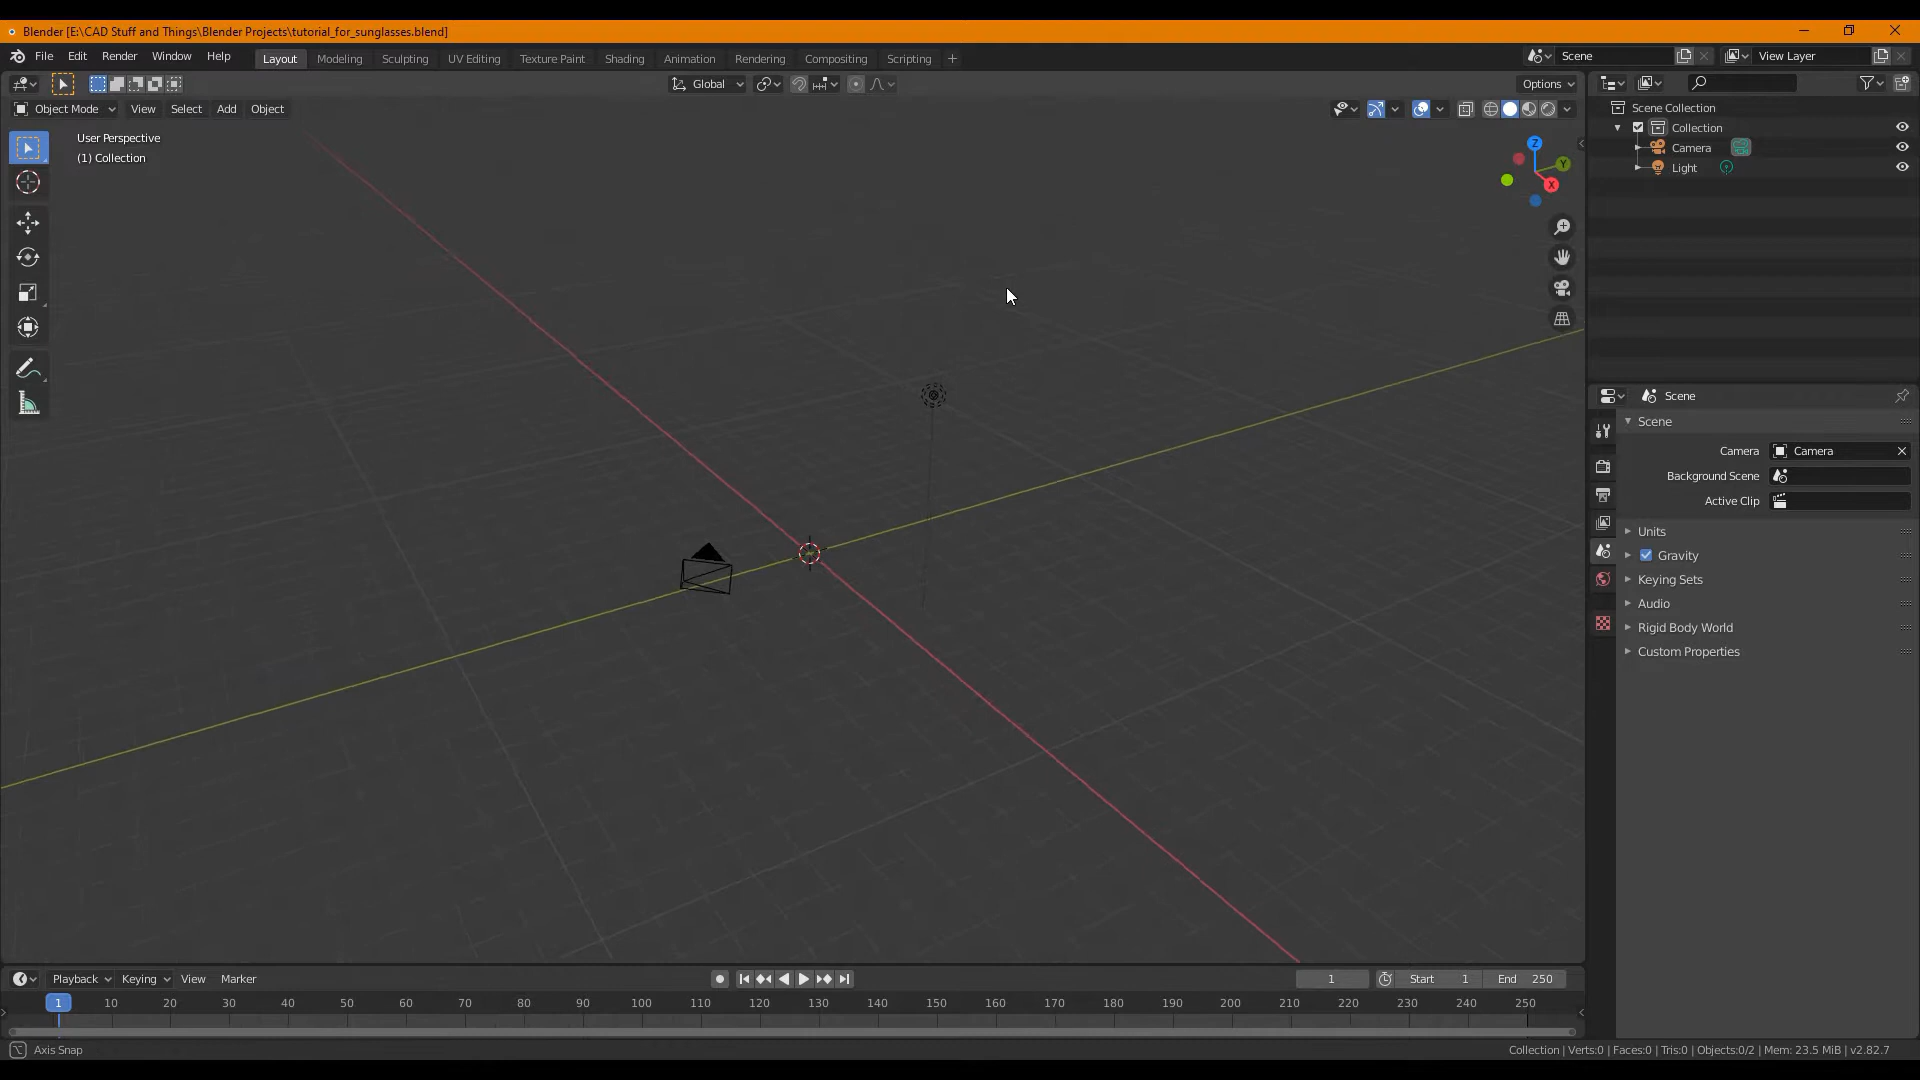 Blender [E:\CAD Stuff and Things\Blender Projects\tutorial_for_sunglasses.blend]
File Edit Render Window Help Layout Modeling Sculpting UV Editing Texture Paint Shading Animation Rendering Compositing Scripting + Scene View Layer
Global Options
Object Mode View Select Add Object
User Perspective
(1) Collection
Z
Y
X
Scene Collection
Collection
Camera
Light
Scene
Scene
Camera Camera
Background Scene
Active Clip
Units
Gravity
Keying Sets
Audio
Rigid Body World
Custom Properties
Playback Keying View Marker 1 Start 1 End 250
1 10 20 30 40 50 60 70 80 90 100 110 120 130 140 150 160 170 180 190 200 210 220 230 240 250
Axis Snap Collection | Verts:0 | Faces:0 | Tris:0 | Objects:0/2 | Mem: 23.5 MiB | v2.82.7